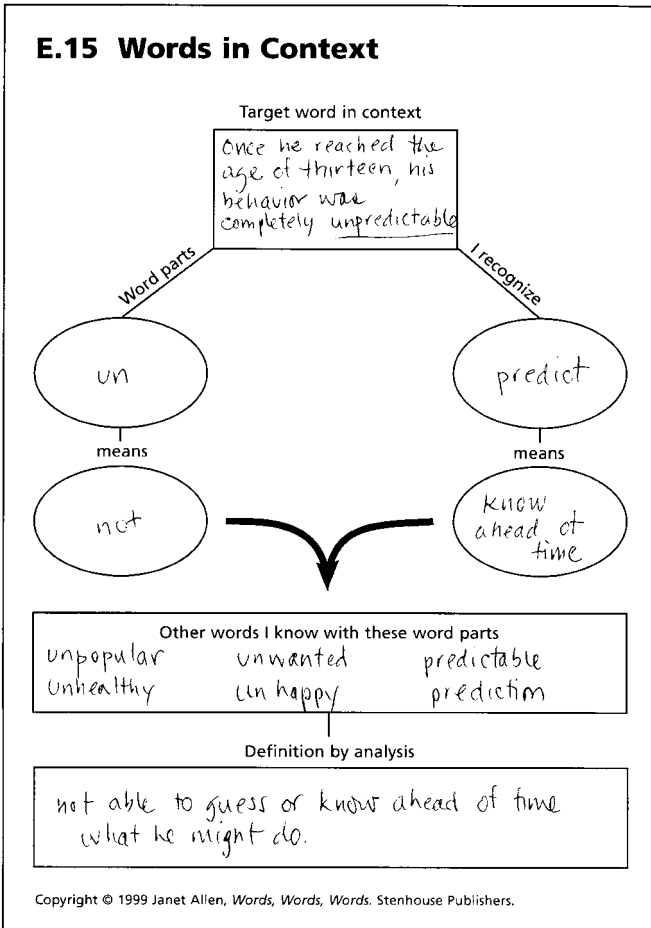 E.15 Words in Context
Target word in context
Once he reached the
age of thirteen, his
behavior was
completely unpredictable
Word parts
I recognize
un
predict
means
means
not
know
ahead of
time
Other words I know with these word parts
unpopular unwanted predictable
unhealthy unhappy prediction
Definition by analysis
not able to guess or know ahead of time
what he might do.
Copyright © 1999 Janet Allen, Words, Words, Words. Stenhouse Publishers.